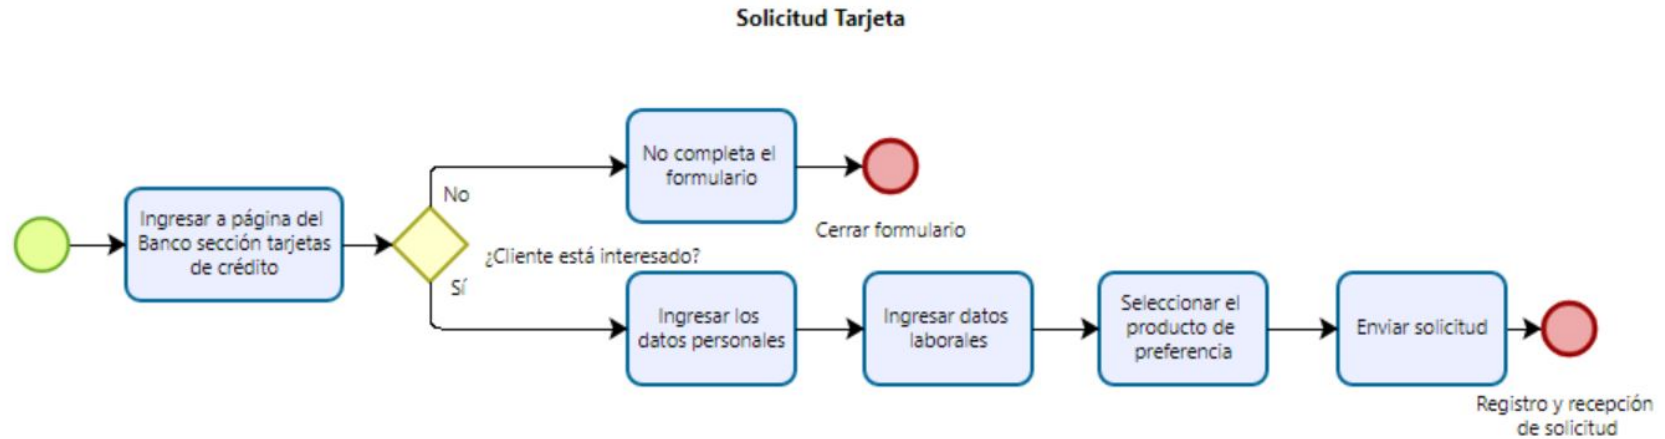 Solicitud Tarjeta
Ingresar a página del
Banco sección tarjetas
de crédito
No
¿Cliente está interesado?
Sí
No completa el
formulario
Cerrar formulario
Ingresar los
datos personales
Ingresar datos
laborales
Seleccionar el
producto de
preferencia
Enviar solicitud
Registro y recepción
de solicitud